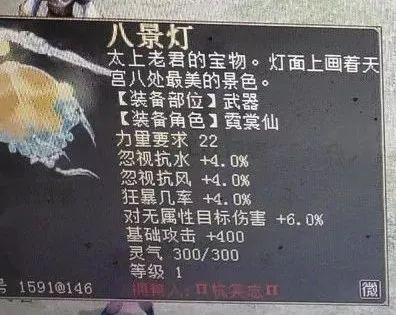 八景灯
太上老君的宝物。灯面上画着天
宫八处最美的景色。
【装备部位】武器
【装备角色】霓裳仙
力量要求 22
忽视抗水 +4.0%
忽视抗风 +4.0%
狂暴几率 +4.0%
对无属性目标伤害 +6.0%
基础攻击 +400
灵气 300/300
等级 1
号 1591@146
微